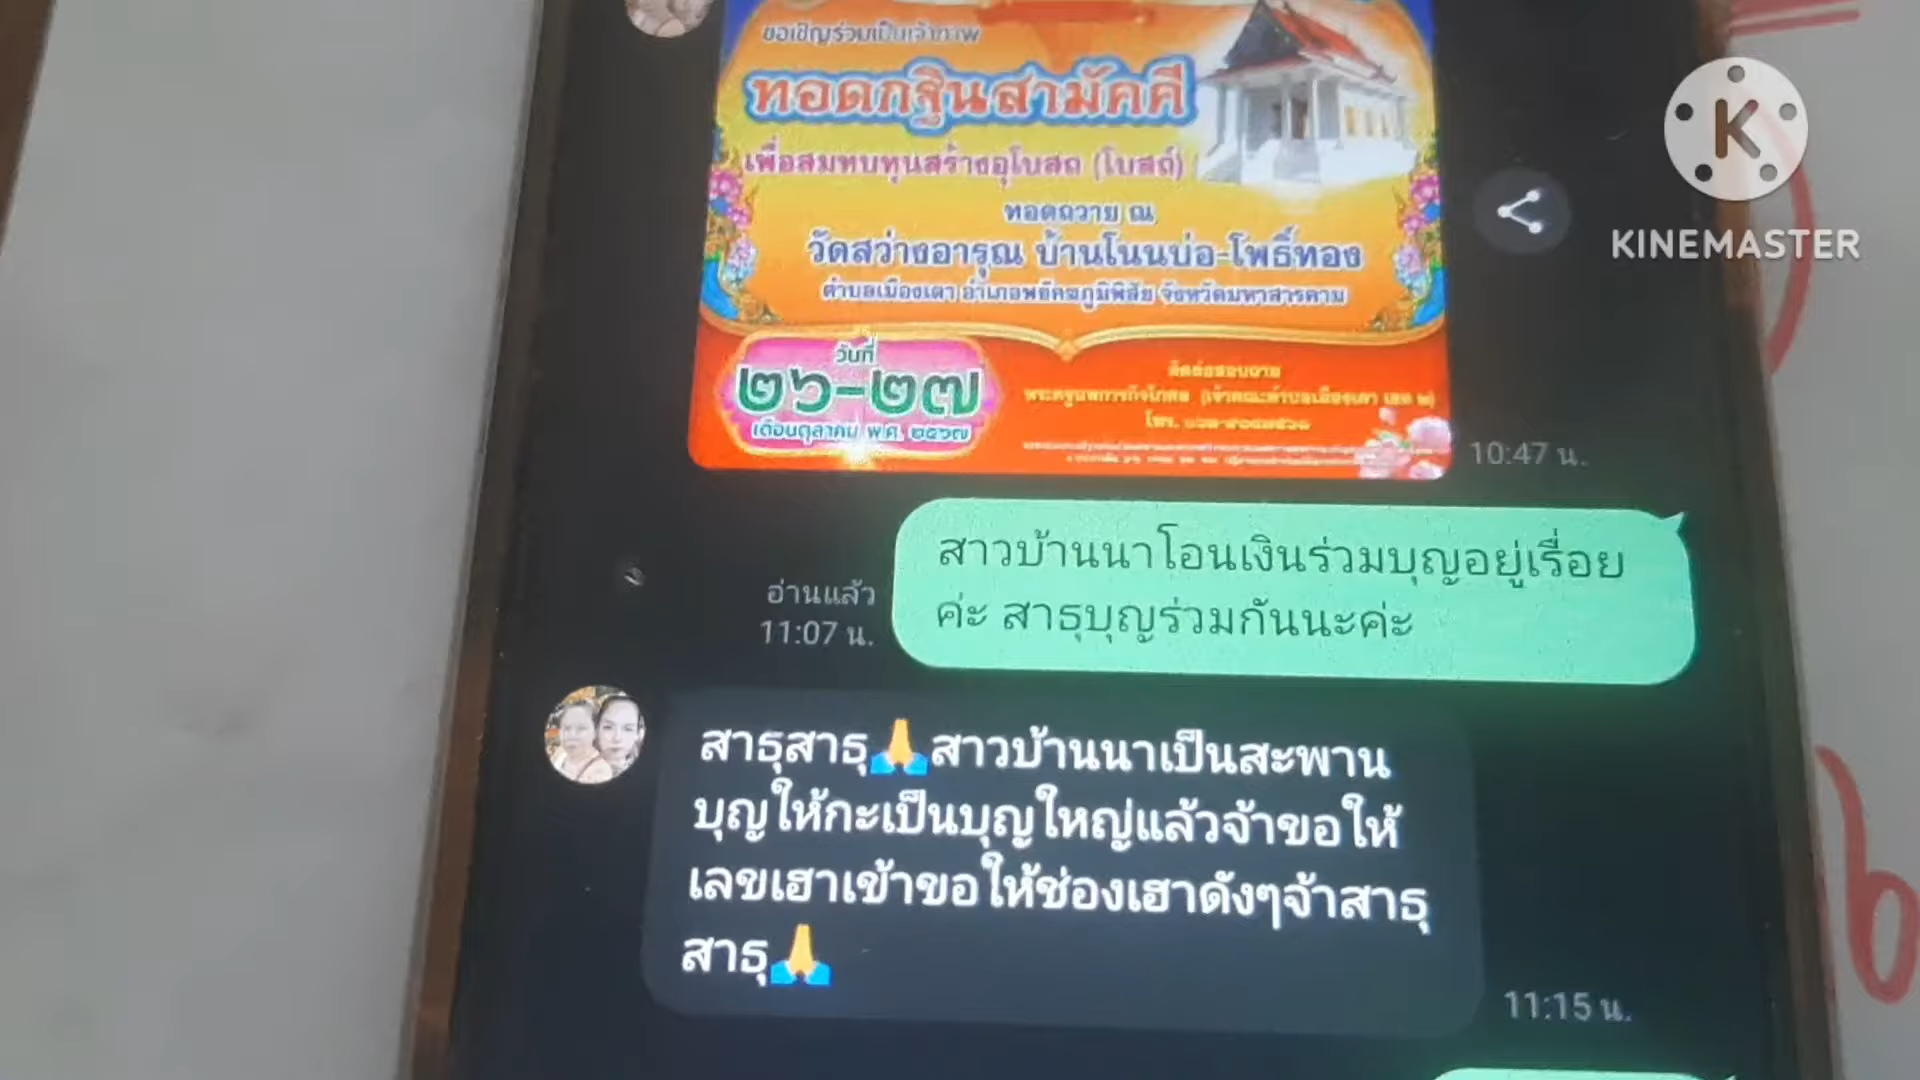 ขอเชิญร่วมเป็นเจ้าภาพ
ทอดกฐินสามัคคี
เพื่อสมทบทุนสร้างอุโบสถ (โบสถ์)
ทอดถวาย ณ
วัดสว่างอารุณ บ้านโนนบ่อ-โพธิ์ทอง
ตำบลเมืองเตา อำเภอพยัคฆภูมิพิสัย จังหวัดมหาสารคาม
วันที่
๒๖-๒๗
เดือนตุลาคม พ.ศ. ๒๕๖๗
ติดต่อสอบถาม
10:47 น.
KINEMASTER
สาวบ้านนาโอนเงินร่วมบุญอยู่เรื่อย
ค่ะ สาธุบุญร่วมกันนะค่ะ
อ่านแล้ว
11:07 น.
สาธุสาธุ🙏สาวบ้านนาเป็นสะพาน
บุญให้กะเป็นบุญใหญ่แล้วจ้าขอให้
เลขเฮาเข้าขอให้ช่องเฮาดังๆจ้าสาธุ
สาธุ🙏
11:15 น.